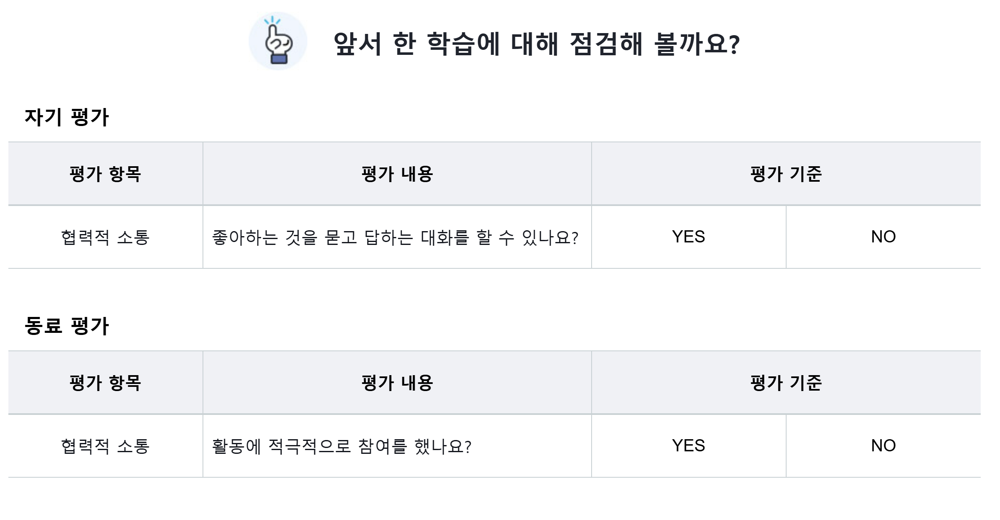 앞서 한 학습에 대해 점검해 볼까요?
자기 평가
평가 항목 평가 내용 평가 기준
협력적 소통 좋아하는 것을 묻고 답하는 대화를 할 수 있나요? YES NO
동료 평가
평가 항목 평가 내용 평가 기준
협력적 소통 활동에 적극적으로 참여를 했나요? YES NO